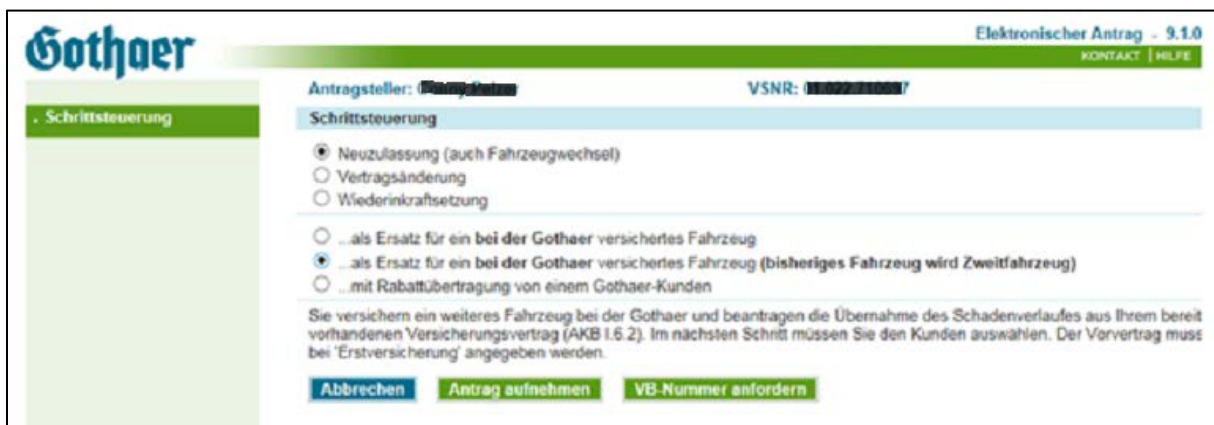 Gothaer
Elektronischer Antrag - 9.1.0
KONTAKT | HILFE
Antragsteller:
VSNR:
. Schrittsteuerung
Schrittsteuerung
Neuzulassung (auch Fahrzeugwechsel)
Vertragsänderung
Wiederinkraftsetzung
...als Ersatz für ein bei der Gothaer versichertes Fahrzeug
...als Ersatz für ein bei der Gothaer versichertes Fahrzeug (bisheriges Fahrzeug wird Zweitfahrzeug)
...mit Rabattübertragung von einem Gothaer-Kunden
Sie versichern ein weiteres Fahrzeug bei der Gothaer und beantragen die Übernahme des Schadenverlaufes aus Ihrem bereit
vorhandenen Versicherungsvertrag (AKB I.6.2). Im nächsten Schritt müssen Sie den Kunden auswählen. Der Vorvertrag muss
bei 'Erstversicherung' angegeben werden.
Abbrechen
Antrag aufnehmen
VB-Nummer anfordern